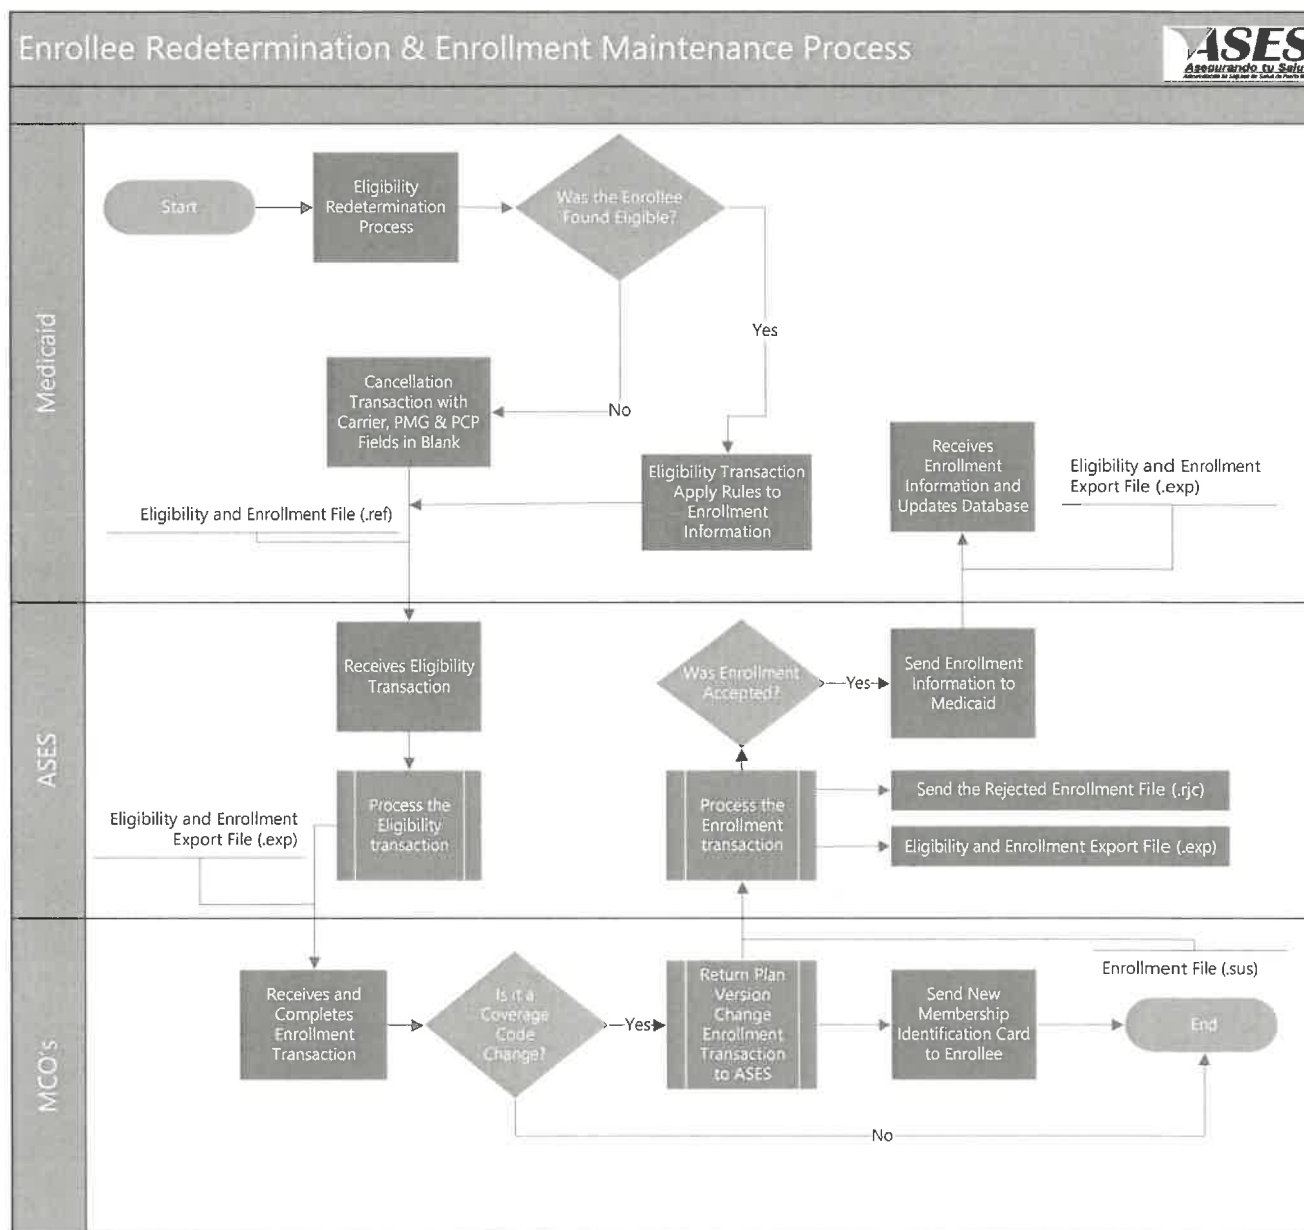 Enrollee Redetermination & Enrollment Maintenance Process
ASES
Asegurando tu Salud
Medicaid
Start
Eligibility
Redetermination
Process
Was the Enrollee
Found Eligible?
Yes
No
Cancellation
Transaction with
Carrier, PMG & PCP
Fields in Blank
Eligibility Transaction
Apply Rules to
Enrollment
Information
Receives
Enrollment
Information and
Updates Database
Eligibility and Enrollment
Export File (.exp)
Eligibility and Enrollment File (.ref)
ASES
Receives Eligibility
Transaction
Was Enrollment
Accepted?
Yes
Send Enrollment
Information to
Medicaid
Process the
Eligibility
transaction
Eligibility and Enrollment
Export File (.exp)
Process the
Enrollment
transaction
Send the Rejected Enrollment File (.rjc)
Eligibility and Enrollment Export File (.exp)
MCO's
Receives and
Completes
Enrollment
Transaction
Is it a
Coverage
Code
Change?
Yes
Return Plan
Version
Change
Enrollment
Transaction
to ASES
Send New
Membership
Identification Card
to Enrollee
Enrollment File (.sus)
End
No